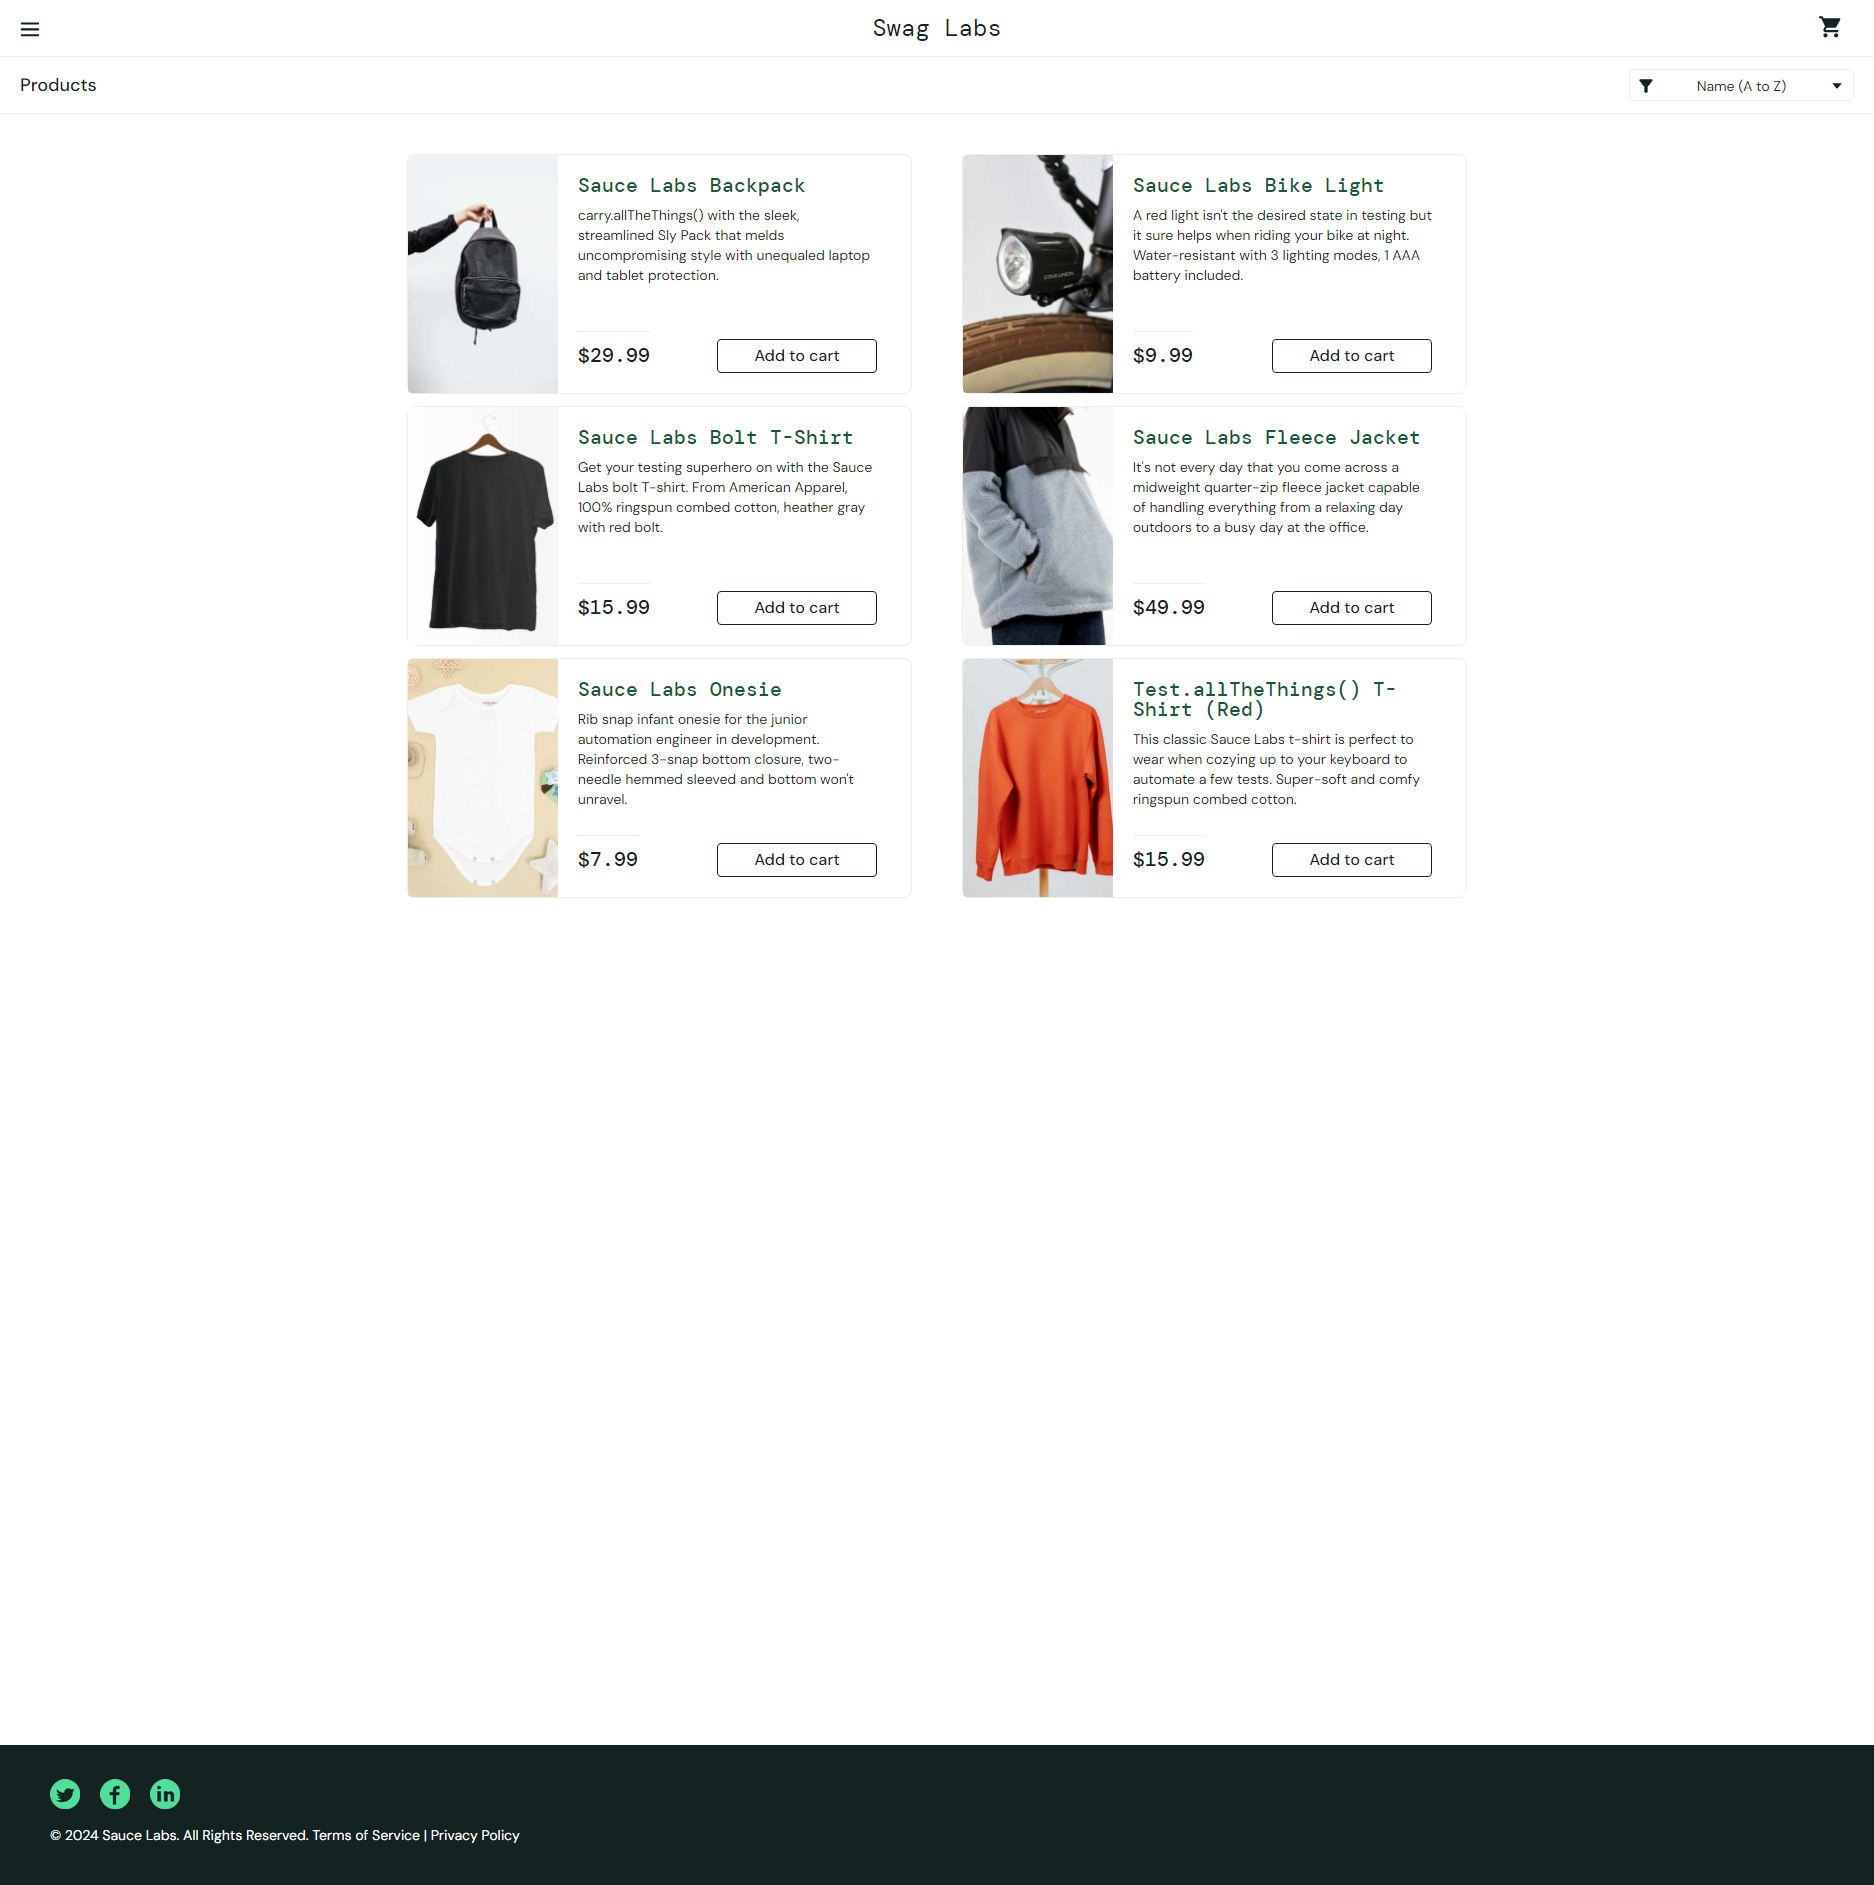 Swag Labs
Products
Name (A to Z)
Sauce Labs Backpack
carry.allTheThings() with the sleek,
streamlined Sly Pack that melds
uncompromising style with unequaled laptop
and tablet protection.
$29.99
Add to cart
Sauce Labs Bike Light
A red light isn't the desired state in testing but
it sure helps when riding your bike at night.
Water-resistant with 3 lighting modes, 1 AAA
battery included.
$9.99
Add to cart
Sauce Labs Bolt T-Shirt
Get your testing superhero on with the Sauce
Labs bolt T-shirt. From American Apparel,
100% ringspun combed cotton, heather gray
with red bolt.
$15.99
Add to cart
Sauce Labs Fleece Jacket
It's not every day that you come across a
midweight quarter-zip fleece jacket capable
of handling everything from a relaxing day
outdoors to a busy day at the office.
$49.99
Add to cart
Sauce Labs Onesie
Rib snap infant onesie for the junior
automation engineer in development.
Reinforced 3-snap bottom closure, two-
needle hemmed sleeved and bottom won't
unravel.
$7.99
Add to cart
Test.allTheThings() T-
Shirt (Red)
This classic Sauce Labs t-shirt is perfect to
wear when cozying up to your keyboard to
automate a few tests. Super-soft and comfy
ringspun combed cotton.
$15.99
Add to cart
© 2024 Sauce Labs. All Rights Reserved. Terms of Service | Privacy Policy